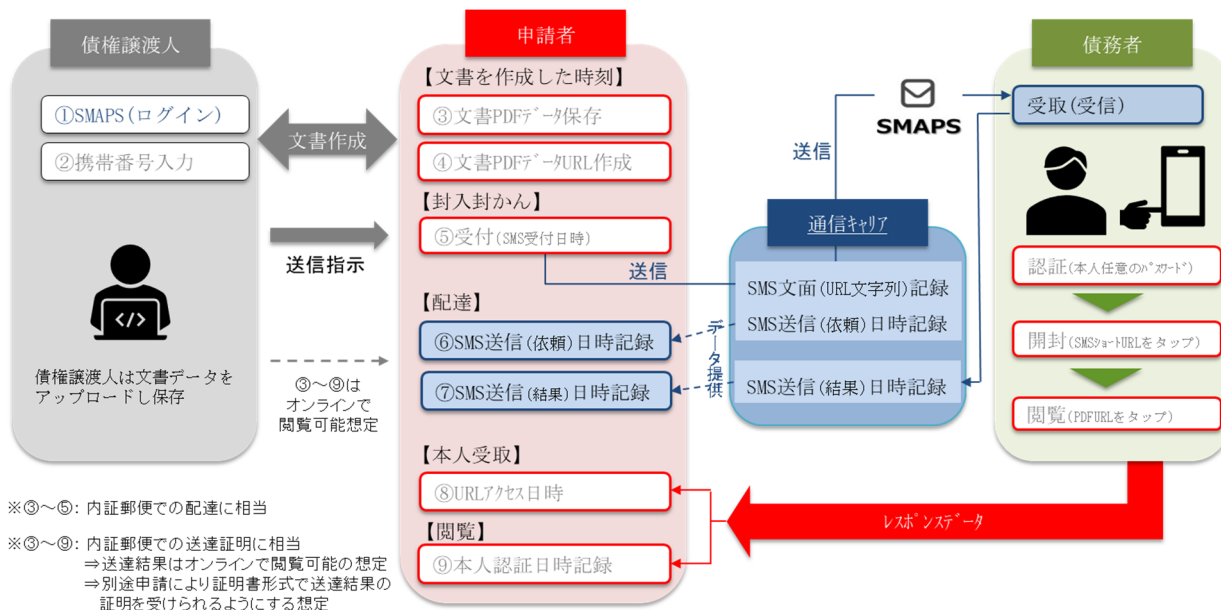 債権譲渡人
①SMAPS(ログイン)
②携帯番号入力
債権譲渡人は文書データを
アップロードし保存
文書作成
送信指示
③～⑨は
オンラインで
閲覧可能想定
申請者
【文書を作成した時刻】
③文書PDFﾃﾞｰﾀ保存
④文書PDFﾃﾞｰﾀURL作成
【封入封かん】
⑤受付(SMS受付日時)
【配達】
⑥SMS送信(依頼)日時記録
⑦SMS送信(結果)日時記録
【本人受取】
⑧URLｱｸｾｽ日時
【閲覧】
⑨本人認証日時記録
送信
データ提供
通信ｷｬﾘｱ
SMS文面(URL文字列)記録
SMS送信(依頼)日時記録
SMS送信(結果)日時記録
送信
SMAPS
債務者
受取(受信)
認証(本人任意のﾊﾟｽﾜｰﾄﾞ)
開封(SMSｼｮｰﾄURLをタップ)
閲覧(PDFURLをタップ)
ﾚｽﾎﾟﾝｽﾃﾞｰﾀ
※③～⑤：内証郵便での配達に相当
※③～⑨：内証郵便での送達証明に相当
⇒送達結果はオンラインで閲覧可能の想定
⇒別途申請により証明書形式で送達結果の
証明を受けられるようにする想定